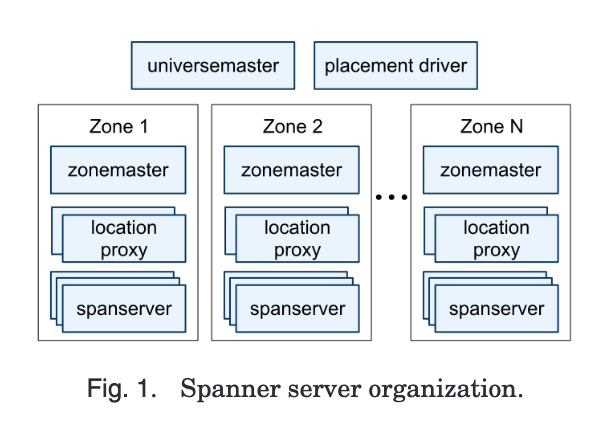 universemaster placement driver
Zone 1 Zone 2 Zone N
zonemaster zonemaster zonemaster
...
location location location
proxy proxy proxy
spanserver spanserver spanserver
Fig. 1. Spanner server organization.